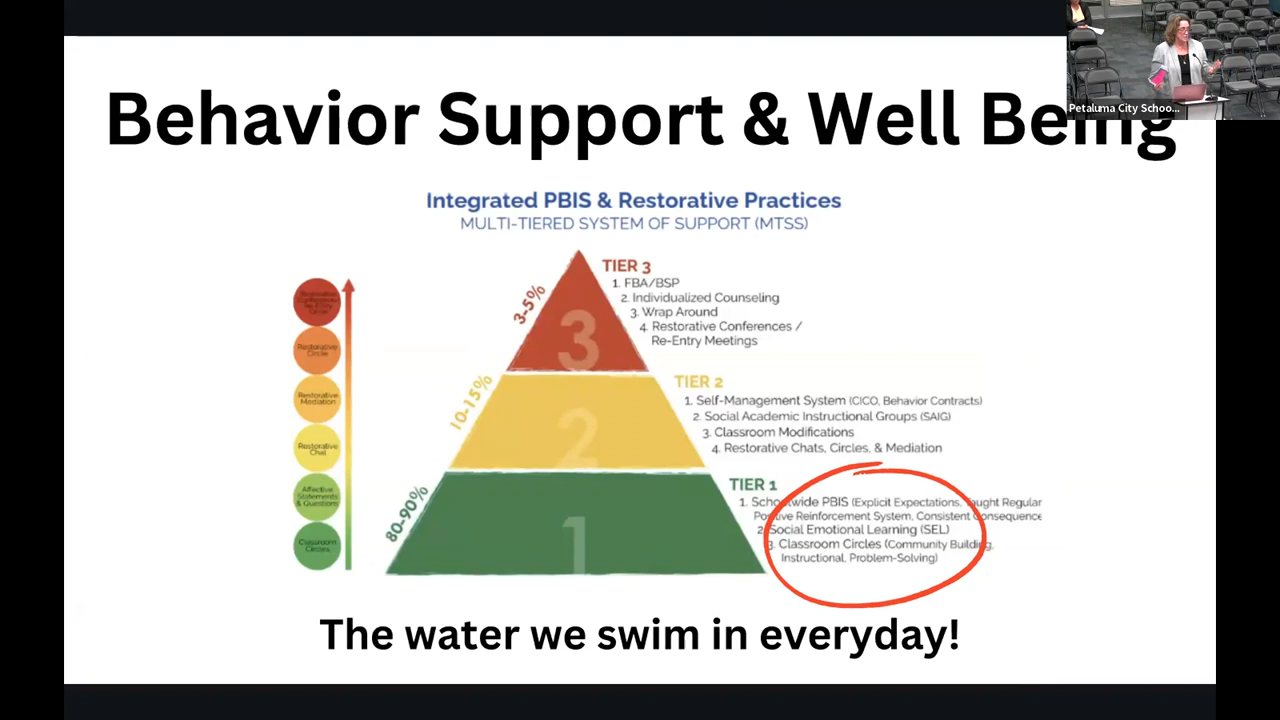 Behavior Support & Well Being
Petaluma City Schoo...
Integrated PBIS & Restorative Practices
MULTI-TIERED SYSTEM OF SUPPORT (MTSS)
TIER 3
1. FBA/BSP
2. Individualized Counseling
3. Wrap Around
4. Restorative Conferences /
Re-Entry Meetings
3-5%
3
TIER 2
1. Self-Management System (CICO, Behavior Contracts)
2. Social Academic Instructional Groups (SAIG)
3. Classroom Modifications
4. Restorative Chats, Circles, & Mediation
10-15%
2
TIER 1
1. Schoolwide PBIS (Explicit Expectations, Taught Regular
Positive Reinforcement System, Consistent Consequence
2. Social Emotional Learning (SEL)
3. Classroom Circles (Community Building,
Instructional, Problem-Solving)
80-90%
1
Restorative
Circle
Restorative
Mediation
Restorative
Chat
Affective
Statements
& Questions
Classroom
Circles
The water we swim in everyday!